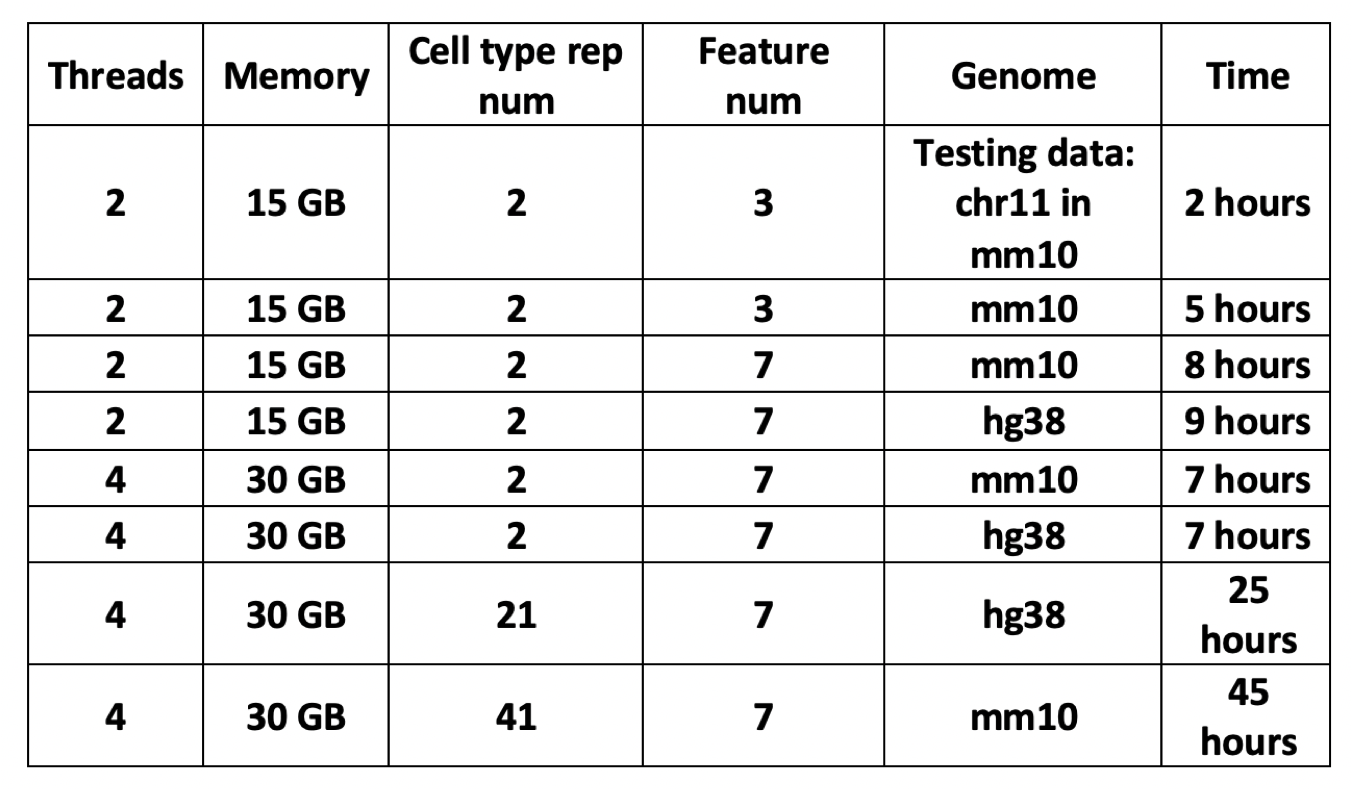 Threads Memory Cell type rep num Feature num Genome Time
2 15 GB 2 3 Testing data: chr11 in mm10 2 hours
2 15 GB 2 3 mm10 5 hours
2 15 GB 2 7 mm10 8 hours
2 15 GB 2 7 hg38 9 hours
4 30 GB 2 7 mm10 7 hours
4 30 GB 2 7 hg38 7 hours
4 30 GB 21 7 hg38 25 hours
4 30 GB 41 7 mm10 45 hours